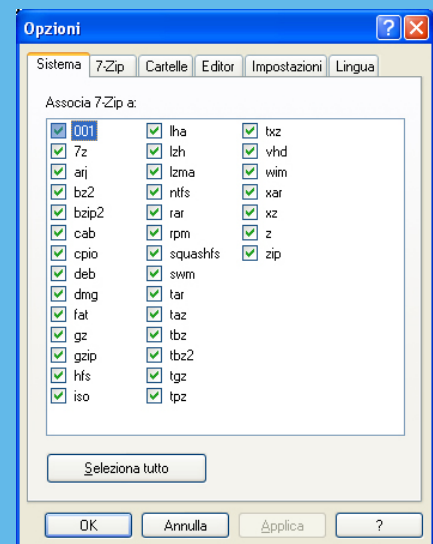 Opzioni
Sistema 7-Zip Cartelle Editor Impostazioni Lingua
Associa 7-Zip a:
001 lha txz
7z lzh vhd
arj lzma wim
bz2 ntfs xar
bzip2 rar xz
cab rpm z
cpio squashfs zip
deb swm
dmg tar
fat taz
gz tbz
gzip tbz2
hfs tgz
iso tpz
Seleziona tutto
OK Annulla Applica ?